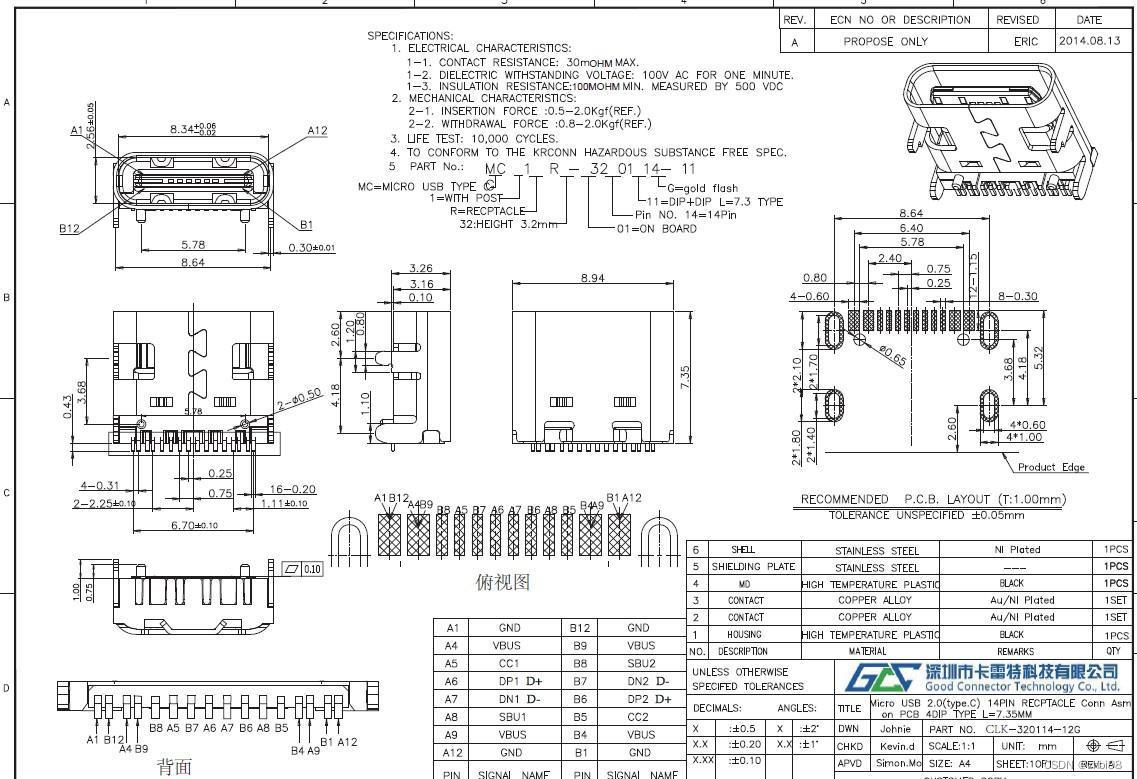 1 2 3 4 5 6
REV. ECN NO OR DESCRIPTION REVISED DATE
A PROPOSE ONLY ERIC 2014.08.13
SPECIFICATIONS:
1. ELECTRICAL CHARACTERISTICS:
1-1. CONTACT RESISTANCE: 30mOHM MAX.
1-2. DIELECTRIC WITHSTANDING VOLTAGE: 100V AC FOR ONE MINUTE.
1-3. INSULATION RESISTANCE:100MOHM MIN. MEASURED BY 500 VDC
2. MECHANICAL CHARACTERISTICS:
2-1. INSERTION FORCE :0.5-2.0Kgf(REF.)
2-2. WITHDRAWAL FORCE :0.8-2.0Kgf(REF.)
3. LIFE TEST: 10,000 CYCLES.
4. TO CONFORM TO THE KRCONN HAZARDOUS SUBSTANCE FREE SPEC.
5 PART No.: MC 1 R - 32 01 14 - 11
G
MC=MICRO USB TYPE C
G=gold flash
1=WITH POST
11=DIP+DIP L=7.3 TYPE
R=RECPTACLE
Pin NO. 14=14Pin
32:HEIGHT 3.2mm
01=ON BOARD
A
B
C
D
A
B
C
D
8.34+0.06 -0.02
2.56±0.05
A1
A12
B12
B1
5.78
8.64
0.30±0.01
3.68
0.43
5.78
2-ø0.50
0.25
4-0.31
0.75
16-0.20
2-2.25±0.10
1.11±0.10
6.70±0.10
3.26
3.16
0.10
2.60
1.20
0.80
4.18
1.10
8.94
7.35
8.64
6.40
5.78
2.40
0.75
0.80
0.25
12-1.15
4-0.60
8-0.30
ø0.65
2*2.10
2*1.70
3.68
4.18
5.32
2*1.80
2*1.40
2.60
4*0.60
4*1.00
Product Edge
RECOMMENDED P.C.B. LAYOUT (T:1.00mm)
TOLERANCE UNSPECIFIED ±0.05mm
A1 B12 A4 B9 B8 A5 B7 A6 A7 B6 A8 B5 B4 A9 B1 A12
俯视图
1.00
0.75
0.10
A1 B12 A4 B9 B8 A5 B7 A6 A7 B6 A8 B5 B4 A9 B1 A12
背面
A1 GND B12 GND
A4 VBUS B9 VBUS
A5 CC1 B8 SBU2
A6 DP1 D+ B7 DN2 D-
A7 DN1 D- B6 DP2 D+
A8 SBU1 B5 CC2
A9 VBUS B4 VBUS
A12 GND B1 GND
PIN SIGNAL NAME PIN SIGNAL NAME
6 SHELL STAINLESS STEEL NI Plated 1PCS
5 SHIELDING PLATE STAINLESS STEEL --- 1PCS
4 MD HIGH TEMPERATURE PLASTIC BLACK 1PCS
3 CONTACT COPPER ALLOY Au/NI Plated 1SET
2 CONTACT COPPER ALLOY Au/NI Plated 1SET
1 HOUSING HIGH TEMPERATURE PLASTIC BLACK 1PCS
NO. DESCRIPTION MATERIAL REMARKS QTY
UNLESS OTHERWISE
SPECIFED TOLERANCES
GCT 深圳市卡雷特科技有限公司
Good Connector Technology Co., Ltd.
DECIMALS: ANGLES:
TITLE Micro USB 2.0(type.C) 14PIN RECPTACLE Conn Asm
on PCB 4DIP TYPE L=7.35MM
X :±0.5 X :±2°
DWN Johnie PART NO. CLK-320114-12G
X.X :±0.20 X.X :±1°
CHKD Kevin.d SCALE:1:1 UNIT: mm
X.XX :±0.10
APVD Simon.Mo SIZE: A4 SHEET:1OF1 REV: A
CUSTOMER COPY